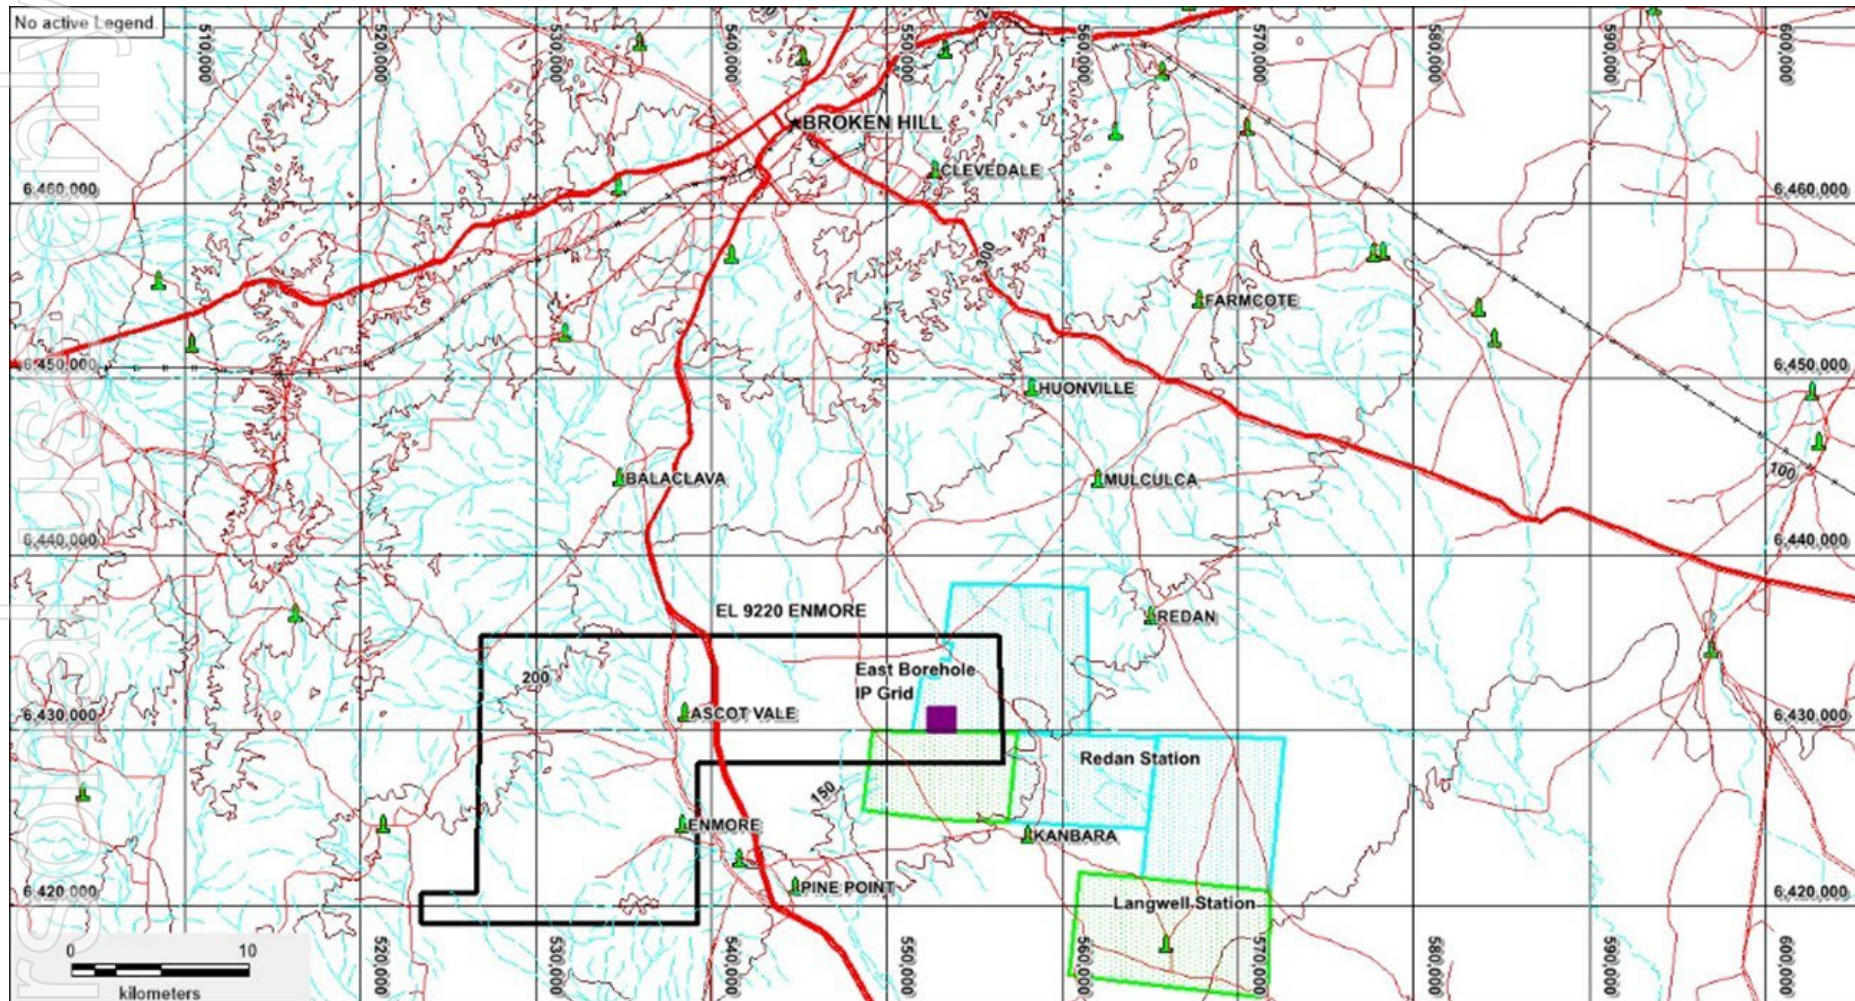 No active Legend.
510,000
520,000
530,000
540,000
550,000
560,000
570,000
580,000
590,000
600,000
BROKEN HILL
CLEVEDALE
6,460,000
6,460,000
FARMCOTE
6,450,000
6,450,000
HUONVILLE
BALACLAVA
MULCULCA
100
6,440,000
6,440,000
EL 9220 ENMORE
REDAN
East Borehole
IP Grid
200
6,430,000
ASCOT VALE
6,430,000
Redan Station
150
ENMORE
KANBARA
PINE POINT
6,420,000
6,420,000
Langwell Station
0 10
kilometers
520,000
530,000
540,000
550,000
560,000
570,000
580,000
590,000
600,000
rsonal use only